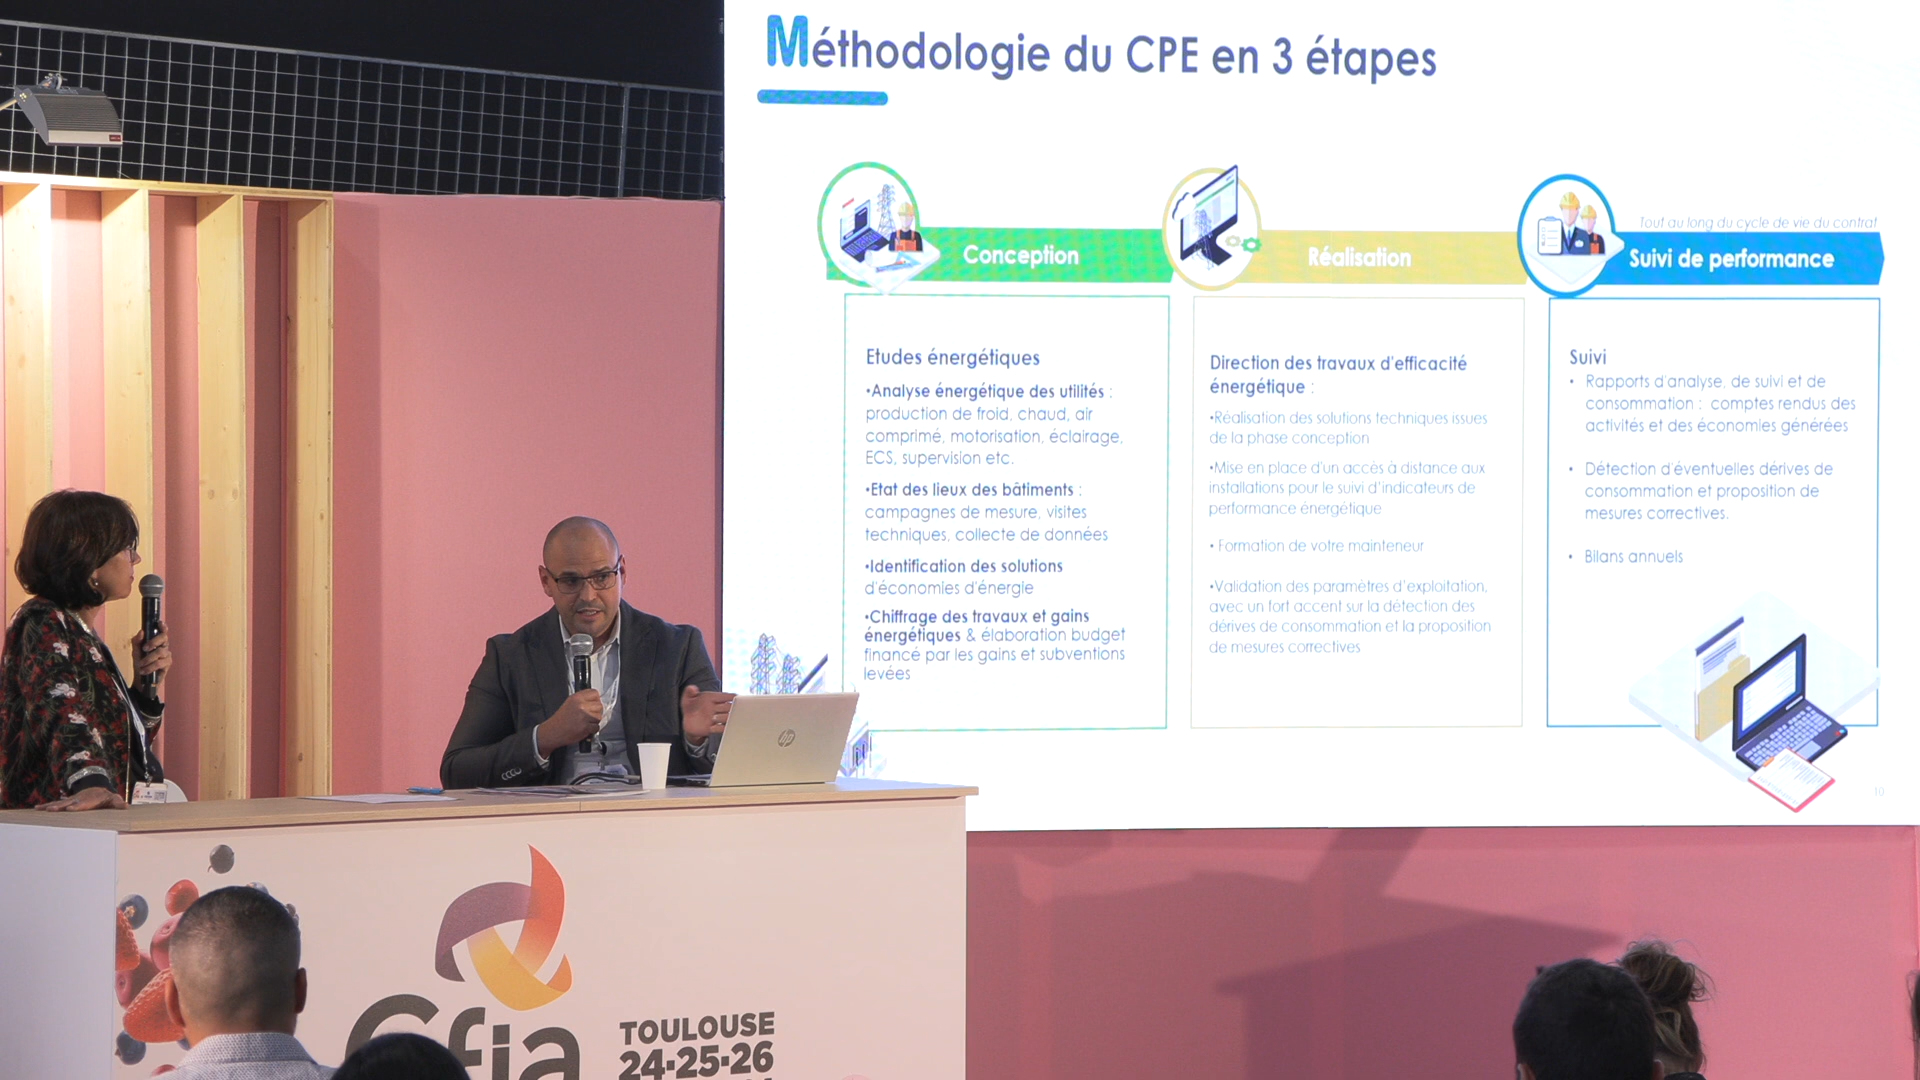 Méthodologie du CPE en 3 étapes
Tout au long du cycle de vie du contrat
Conception
Réalisation
Suivi de performance
Etudes énergétiques
•Analyse énergétique des utilités :
production de froid, chaud, air
comprimé, motorisation, éclairage,
ECS, supervision etc.
•Etat des lieux des bâtiments :
campagnes de mesure, visites
techniques, collecte de données
•Identification des solutions
d'économies d'énergie
•Chiffrage des travaux et gains
énergétiques & élaboration budget
financé par les gains et subventions
levées
Direction des travaux d'efficacité
énergétique :
•Réalisation des solutions techniques issues
de la phase conception
•Mise en place d'un accès à distance aux
installations pour le suivi d'indicateurs de
performance énergétique
• Formation de votre mainteneur
•Validation des paramètres d'exploitation,
avec un fort accent sur la détection des
dérives de consommation et la proposition
de mesures correctives
Suivi
• Rapports d'analyse, de suivi et de
consommation : comptes rendus des
activités et des économies générées
• Détection d'éventuelles dérives de
consommation et proposition de
mesures correctives.
• Bilans annuels
10
hp
Cfia
TOULOUSE
24•25•26